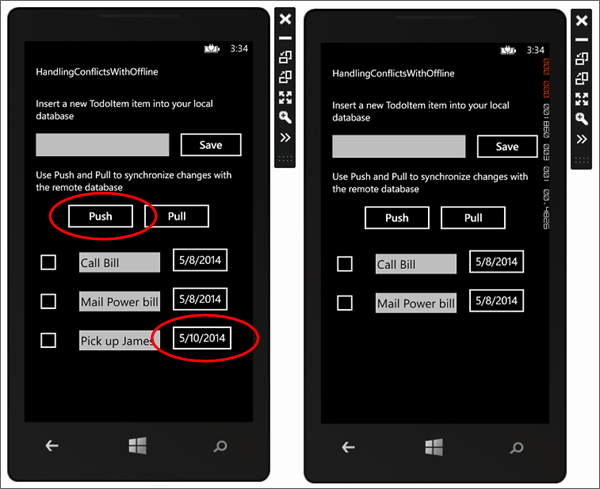 3:34
HandlingConflictsWithOffline
Insert a new TodoItem item into your local
database
Save
Use Push and Pull to synchronize changes with
the remote database
Push Pull
Call Bill 5/8/2014
Mail Power bill 5/8/2014
Pick up James 5/10/2014
3:34
HandlingConflictsWithOffline
Insert a new TodoItem item into your local
database
Save
Use Push and Pull to synchronize changes with
the remote database
Push Pull
Call Bill 5/8/2014
Mail Power bill 5/8/2014